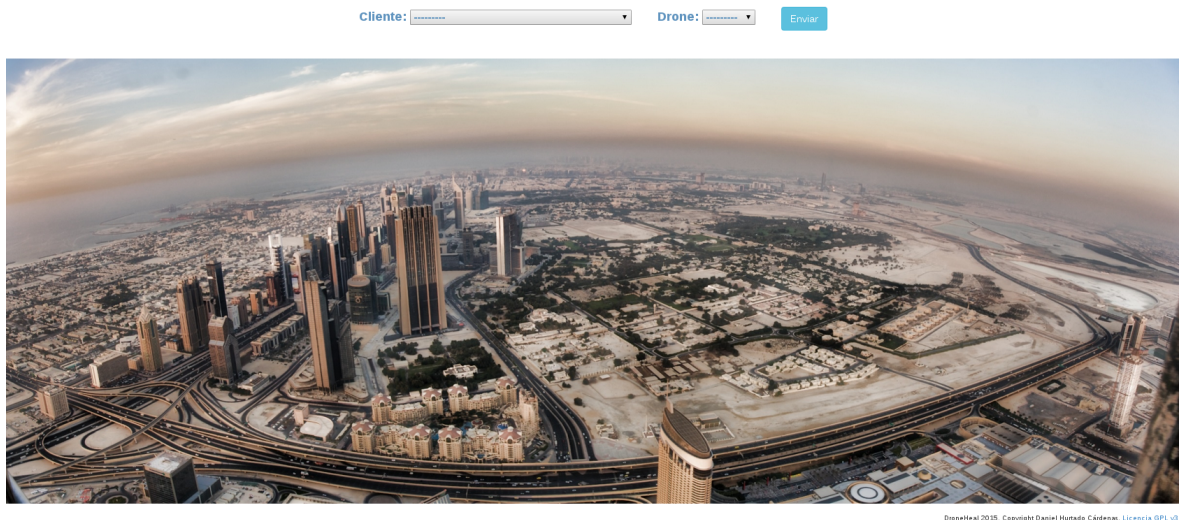 Cliente: --------- Drone: --------- Enviar
DroneHeal 2015. Copyright Daniel Hurtado Cárdenas. Licencia GPL v3